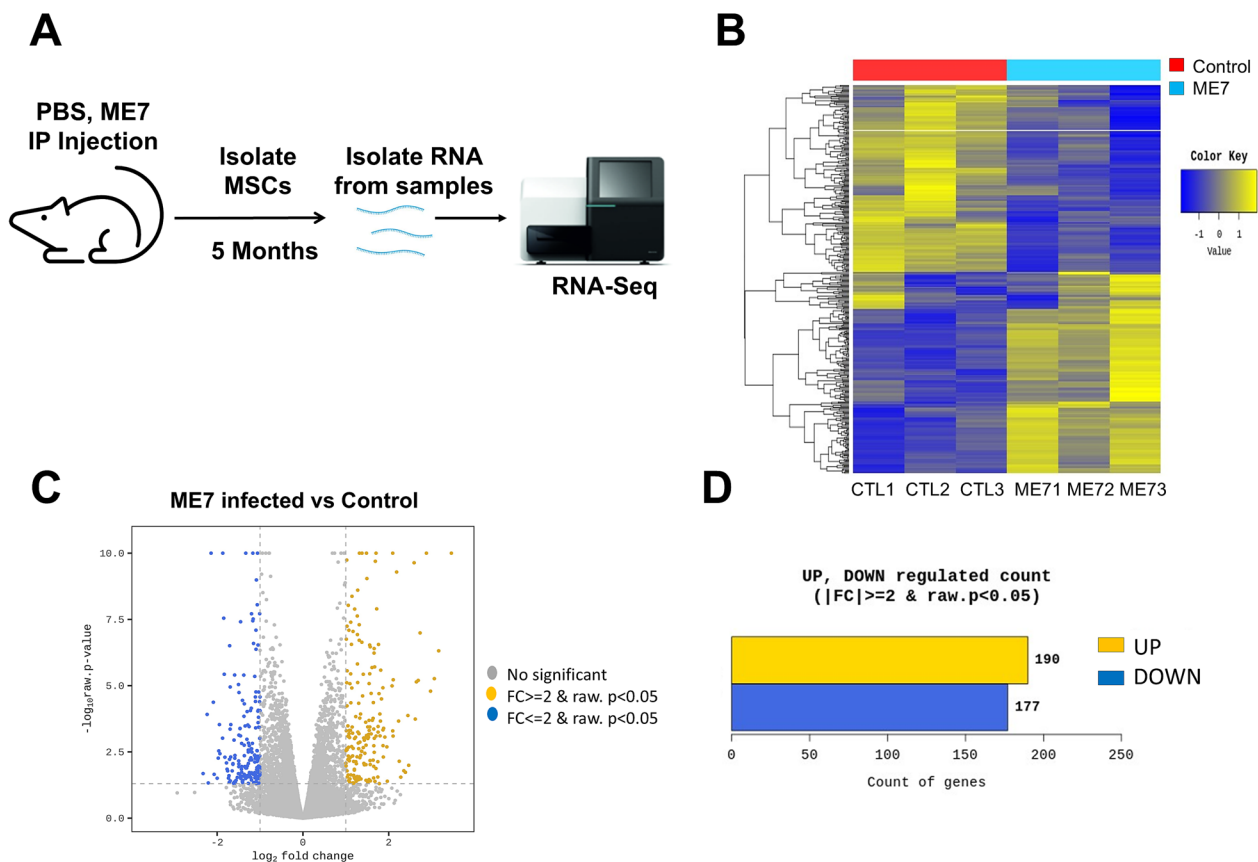 A
PBS, ME7
IP Injection
Isolate
MSCs
5 Months
Isolate RNA
from samples
RNA-Seq
B
Control
ME7
Color Key
-1 0 1
Value
CTL1 CTL2 CTL3 ME71 ME72 ME73
C
ME7 infected vs Control
-log10raw.p-value
10.0
7.5
5.0
2.5
0.0
-2 0 2
log2 fold change
No significant
FC>=2 & raw. p<0.05
FC<=2 & raw. p<0.05
D
UP, DOWN regulated count
(|FC|>=2 & raw.p<0.05)
190
177
UP
DOWN
0 50 100 150 200 250
Count of genes